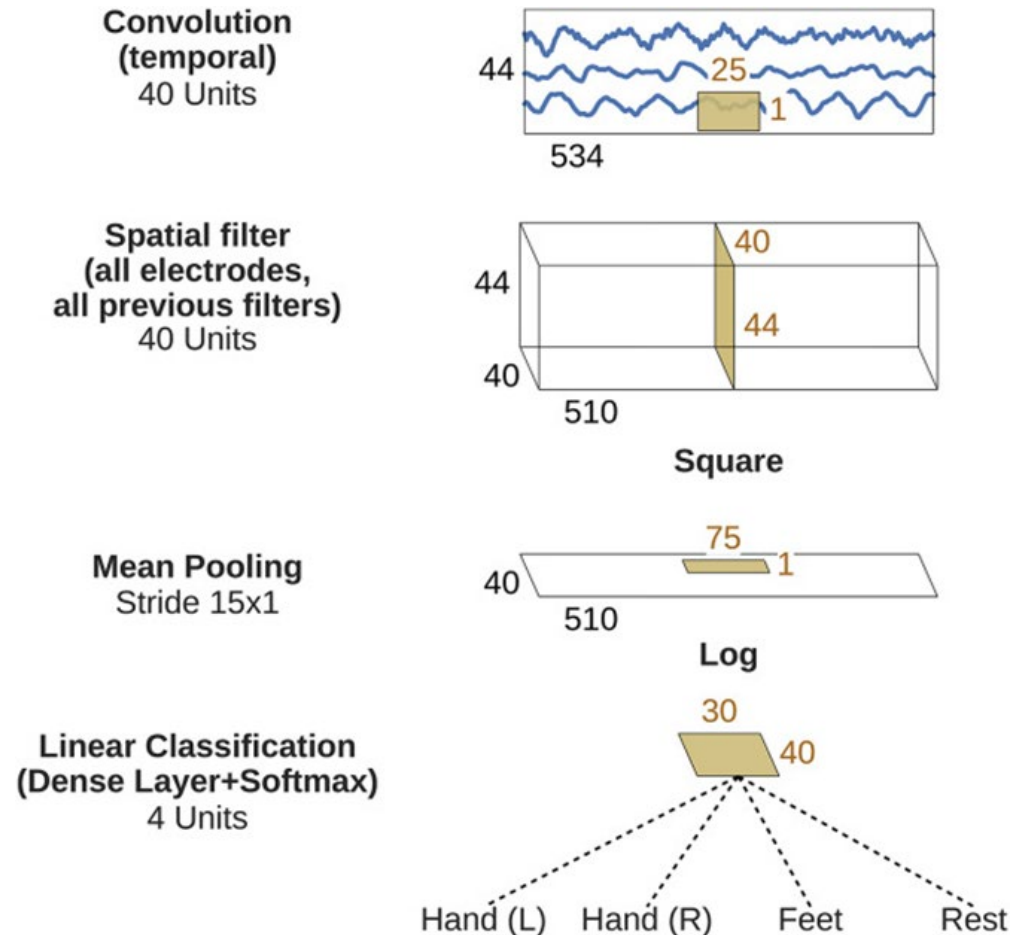 Convolution
(temporal)
40 Units
44
25
1
534
Spatial filter
(all electrodes,
all previous filters)
40 Units
44
40
44
40
510
Square
Mean Pooling
Stride 15x1
75
1
40
510
Log
Linear Classification
(Dense Layer+Softmax)
4 Units
30
40
Hand (L)
Hand (R)
Feet
Rest